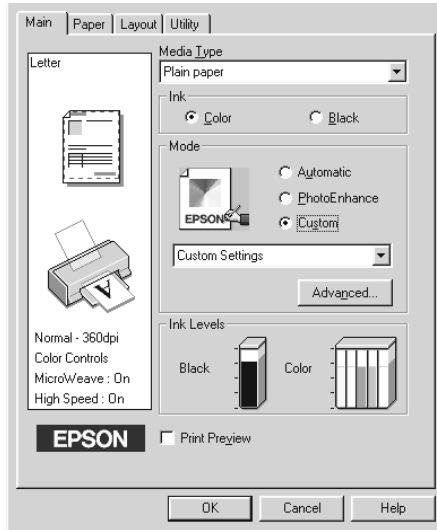 Main Paper Layout Utility
Letter
Media Type
Plain paper
Ink
Color Black
Mode
Automatic
PhotoEnhance
EPSON
Custom
Custom Settings
Advanced...
A
Normal - 360dpi
Color Controls
MicroWeave : On
High Speed : On
Ink Levels
Black Color
EPSON
Print Preview
OK Cancel Help